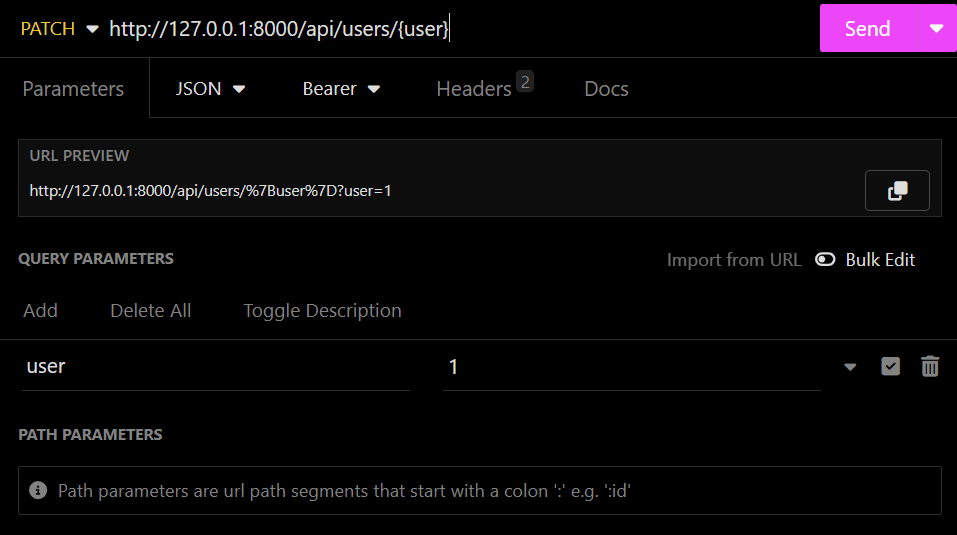 PATCH http://127.0.0.1:8000/api/users/{user} Send
Parameters JSON Bearer Headers 2 Docs
URL PREVIEW
http://127.0.0.1:8000/api/users/%7Buser%7D?user=1
QUERY PARAMETERS Import from URL Bulk Edit
Add Delete All Toggle Description
user 1
PATH PARAMETERS
Path parameters are url path segments that start with a colon ':' e.g. ':id'